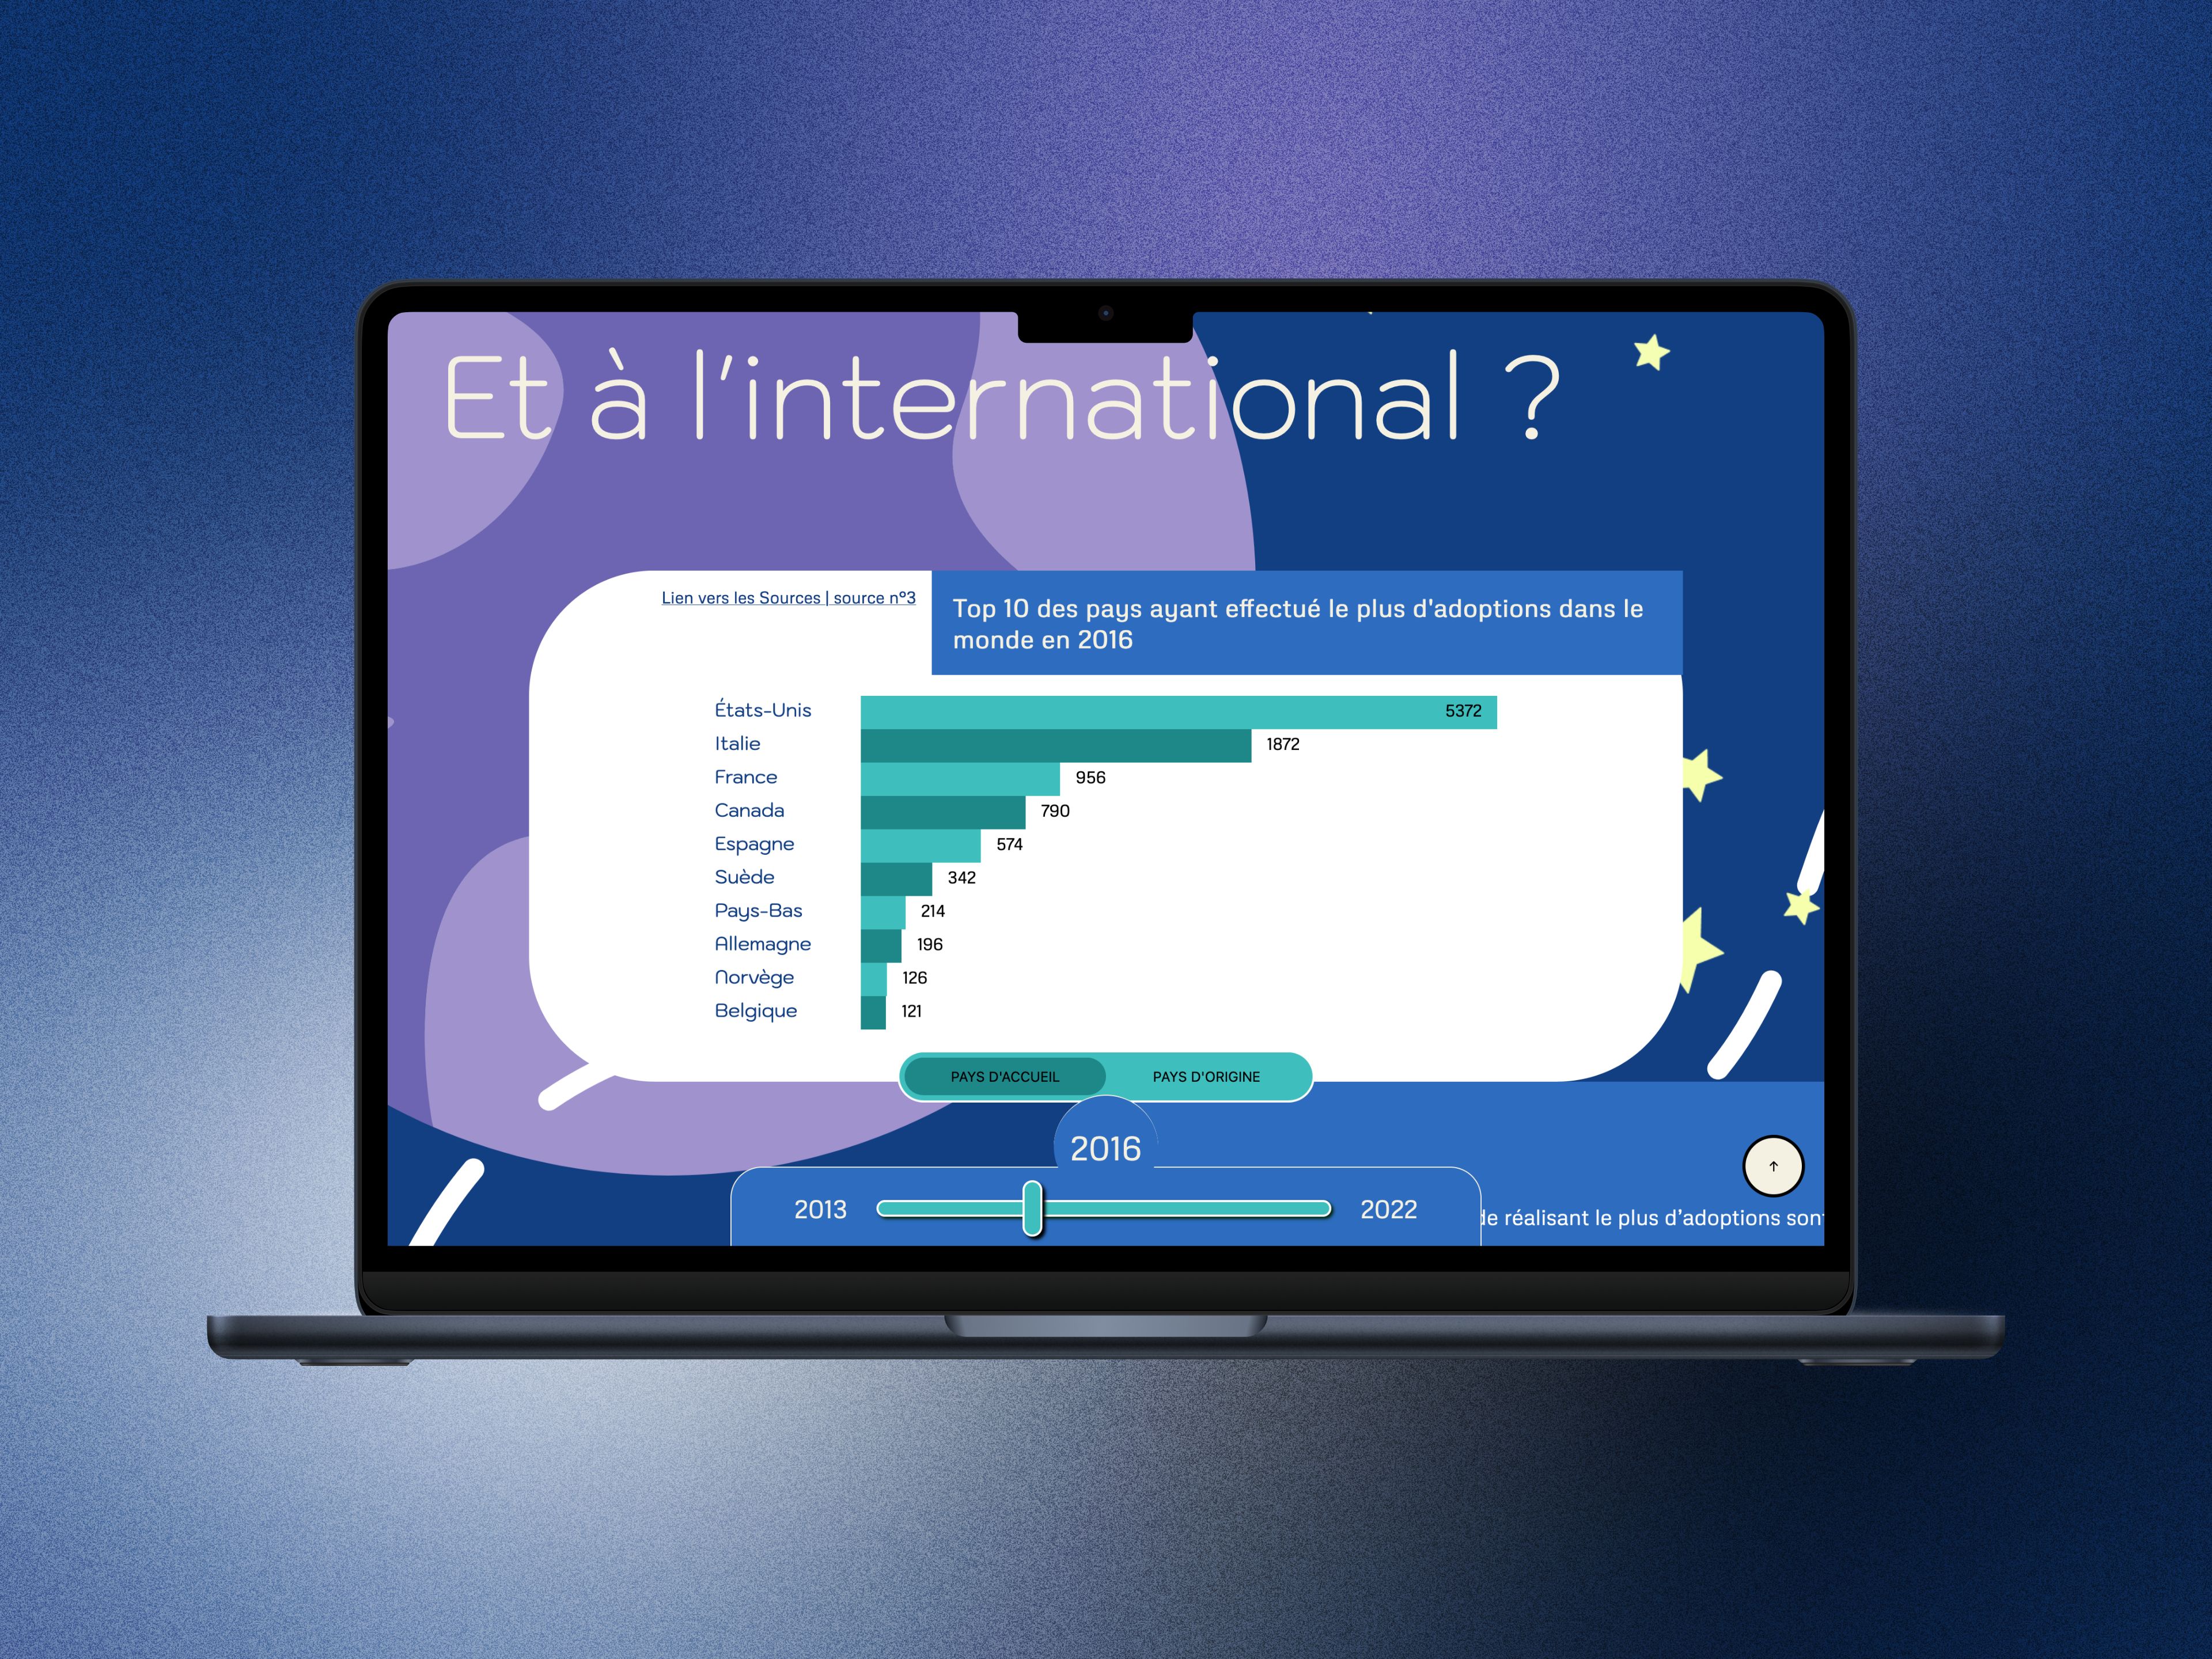 Et à l'international ?
Lien vers les Sources | source n°3
Top 10 des pays ayant effectué le plus d'adoptions dans le
monde en 2016
États-Unis 5372
Italie 1872
France 956
Canada 790
Espagne 574
Suède 342
Pays-Bas 214
Allemagne 196
Norvège 126
Belgique 121
PAYS D'ACCUEIL PAYS D'ORIGINE
2016
2013 2022
réalisant le plus d’adoptions